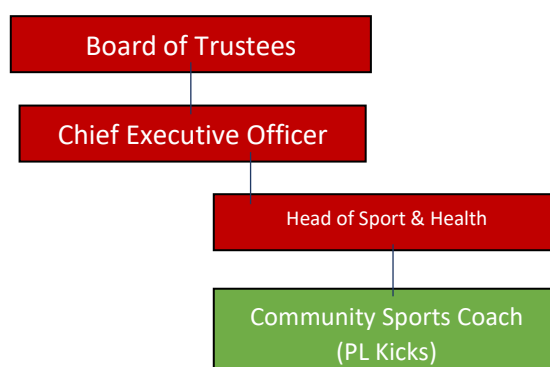 Board of Trustees
Chief Executive Officer
Head of Sport & Health
Community Sports Coach
(PL Kicks)